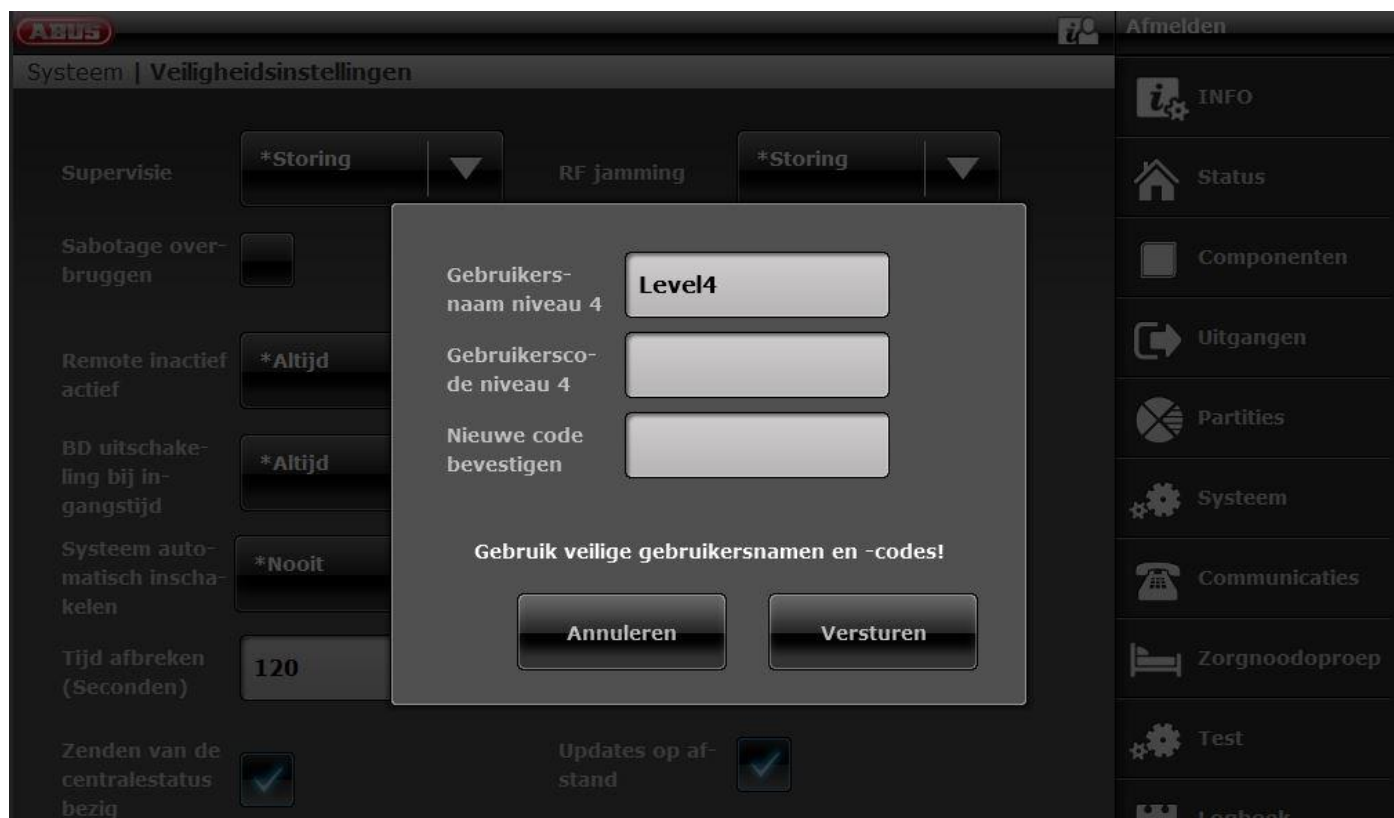 ABUS
Afmelden
Systeem | Veiligheidsinstellingen
INFO
Supervisie
*Storing
RF jamming
*Storing
Status
Sabotage over-
bruggen
Componenten
Gebruikers-
naam niveau 4
Level4
Remote inactief
actief
*Altijd
Gebruikersco-
de niveau 4
Uitgangen
Nieuwe code
bevestigen
Partities
BD uitschake-
ling bij in-
gangstijd
*Altijd
Systeem
Systeem auto-
matisch inscha-
kelen
*Nooit
Gebruik veilige gebruikersnamen en -codes!
Communicaties
Annuleren
Versturen
Tijd afbreken
(Seconden)
120
Zorgnoodoproep
Zenden van de
centralestatus
bezig
Updates op af-
stand
Test
Logboek